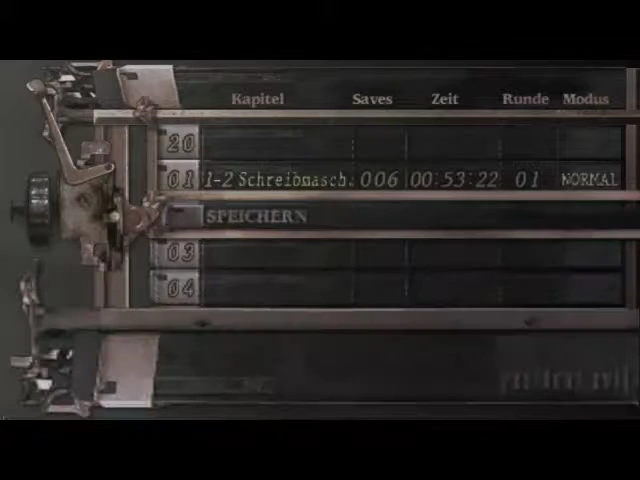 Kapitel Saves Zeit Runde Modus
20
01 1-2 Schreibmasch. 006 00:53:22 01 NORMAL
SPEICHERN
03
04